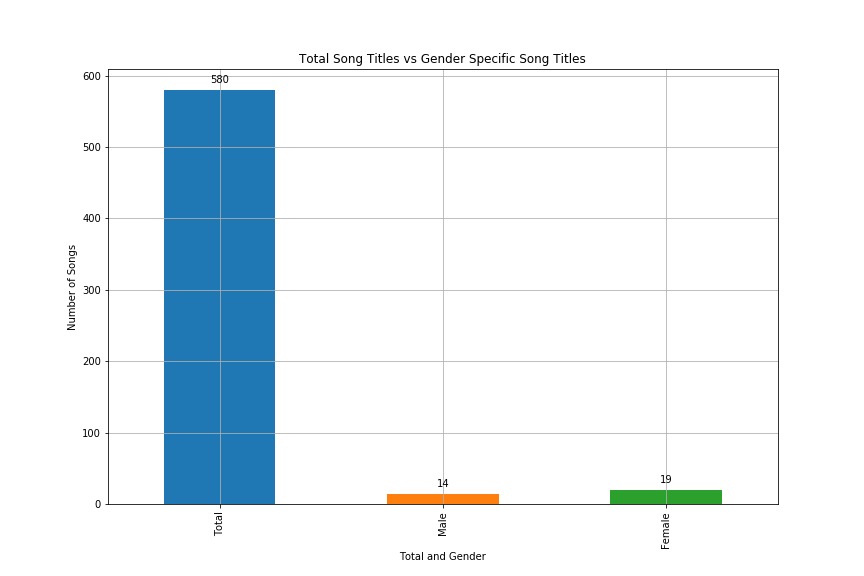 Total Song Titles vs Gender Specific Song Titles
580
14
19
600
500
400
300
200
100
0
Number of Songs
Total
Male
Female
Total and Gender